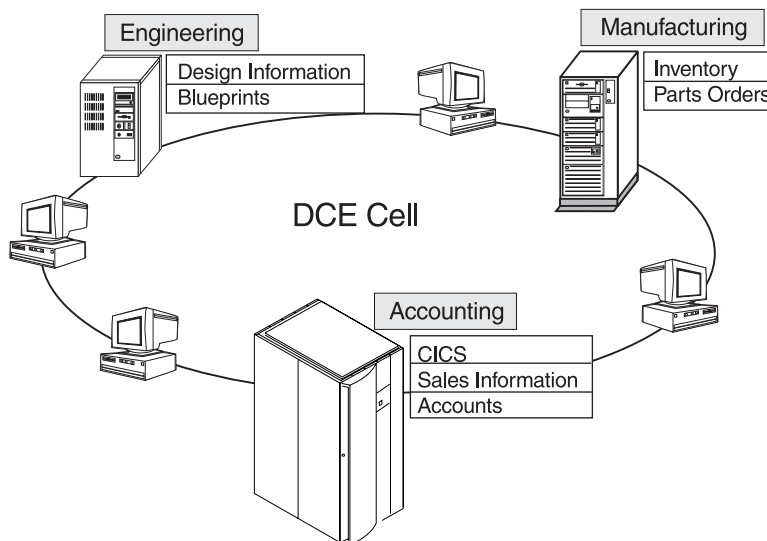 Engineering
Design Information
Blueprints
Manufacturing
Inventory
Parts Orders
DCE Cell
Accounting
CICS
Sales Information
Accounts